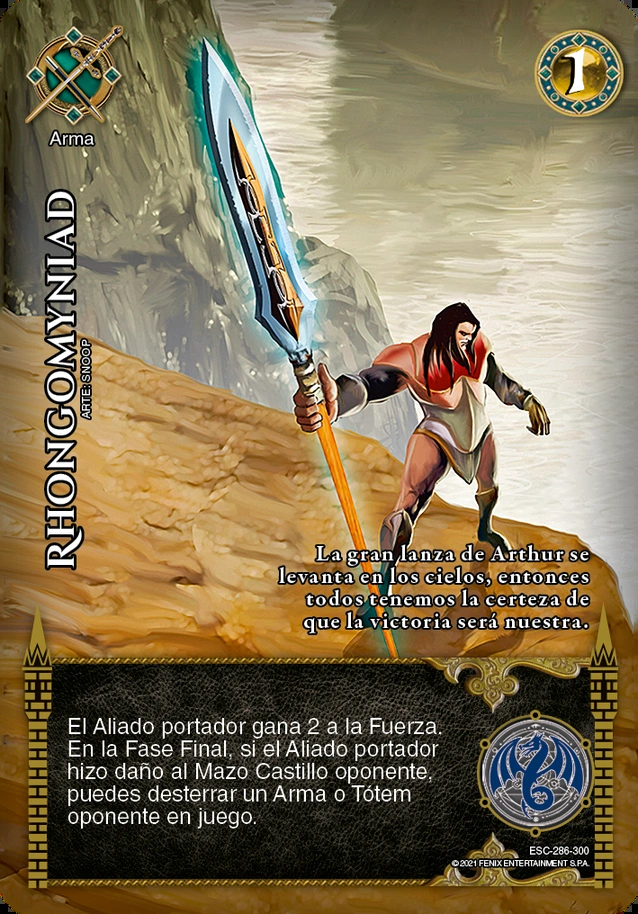 1
Arma
RHONGOMYNIAD
ARTE: SNOOP
La gran lanza de Arthur se
levanta en los cielos, entonces
todos tenemos la certeza de
que la victoria será nuestra.
El Aliado portador gana 2 a la Fuerza.
En la Fase Final, si el Aliado portador
hizo daño al Mazo Castillo oponente,
puedes desterrar un Arma o Tótem
oponente en juego.
ESC-286-300
© 2021 FENIX ENTERTAINMENT S.P.A.